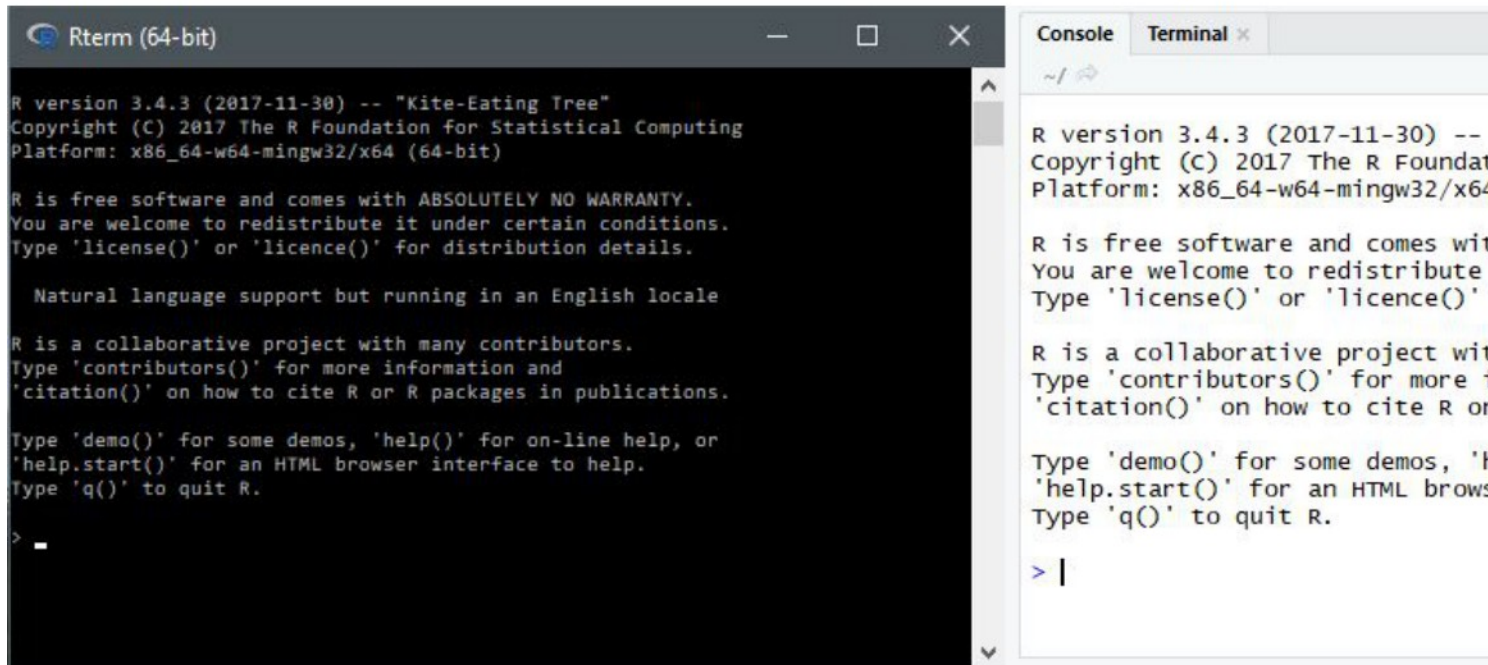 Rterm (64-bit)
R version 3.4.3 (2017-11-30) -- "Kite-Eating Tree"
Copyright (C) 2017 The R Foundation for Statistical Computing
Platform: x86_64-w64-mingw32/x64 (64-bit)
R is free software and comes with ABSOLUTELY NO WARRANTY.
You are welcome to redistribute it under certain conditions.
Type 'license()' or 'licence()' for distribution details.
Natural language support but running in an English locale
R is a collaborative project with many contributors.
Type 'contributors()' for more information and
'citation()' on how to cite R or R packages in publications.
Type 'demo()' for some demos, 'help()' for on-line help, or
'help.start()' for an HTML browser interface to help.
Type 'q()' to quit R.
>
Console Terminal
~/
R version 3.4.3 (2017-11-30) --
Copyright (C) 2017 The R
Platform: x86_64-w64-mingw32/x64
R is free software and comes
You are welcome to redistribute
Type 'license()' or 'licence()'
R is a collaborative project
Type 'contributors()' for more
'citation()' on how to cite R
Type 'demo()' for some demos,
'help.start()' for an HTML
Type 'q()' to quit R.
>